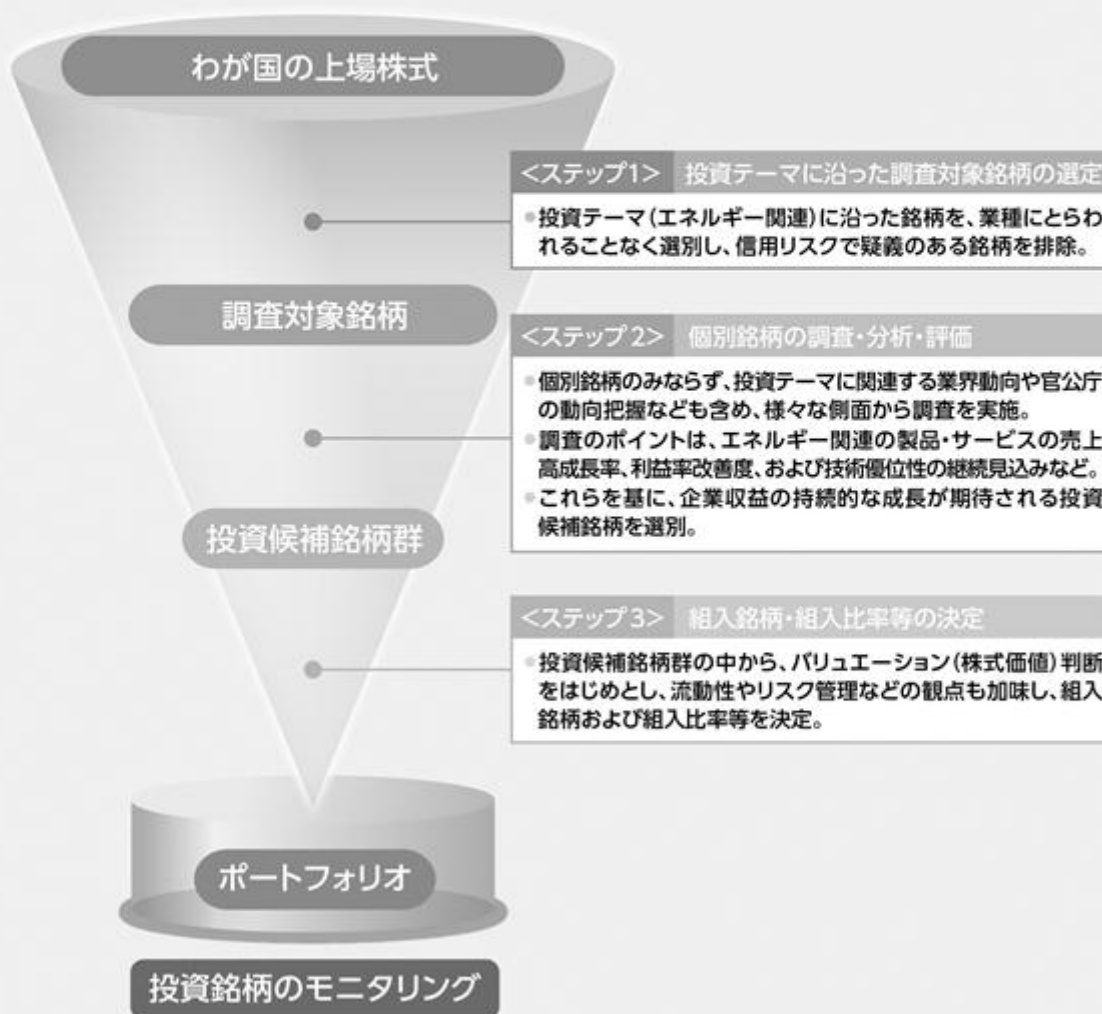 わが国の上場株式
<ステップ1> 投資テーマに沿った調査対象銘柄の選定
●投資テーマ(エネルギー関連)に沿った銘柄を、業種にとらわ
れることなく選別し、信用リスクで疑義のある銘柄を排除。
調査対象銘柄
<ステップ2> 個別銘柄の調査・分析・評価
●個別銘柄のみならず、投資テーマに関連する業界動向や官公庁
の動向把握なども含め、様々な側面から調査を実施。
●調査のポイントは、エネルギー関連の製品・サービスの売上
高成長率、利益率改善度、および技術優位性の継続見込みなど。
●これらを基に、企業収益の持続的な成長が期待される投資
候補銘柄を選別。
投資候補銘柄群
<ステップ3> 組入銘柄・組入比率等の決定
●投資候補銘柄群の中から、バリュエーション(株式価値)判断
をはじめとし、流動性やリスク管理などの観点も加味し、組入
銘柄および組入比率等を決定。
ポートフォリオ
投資銘柄のモニタリング